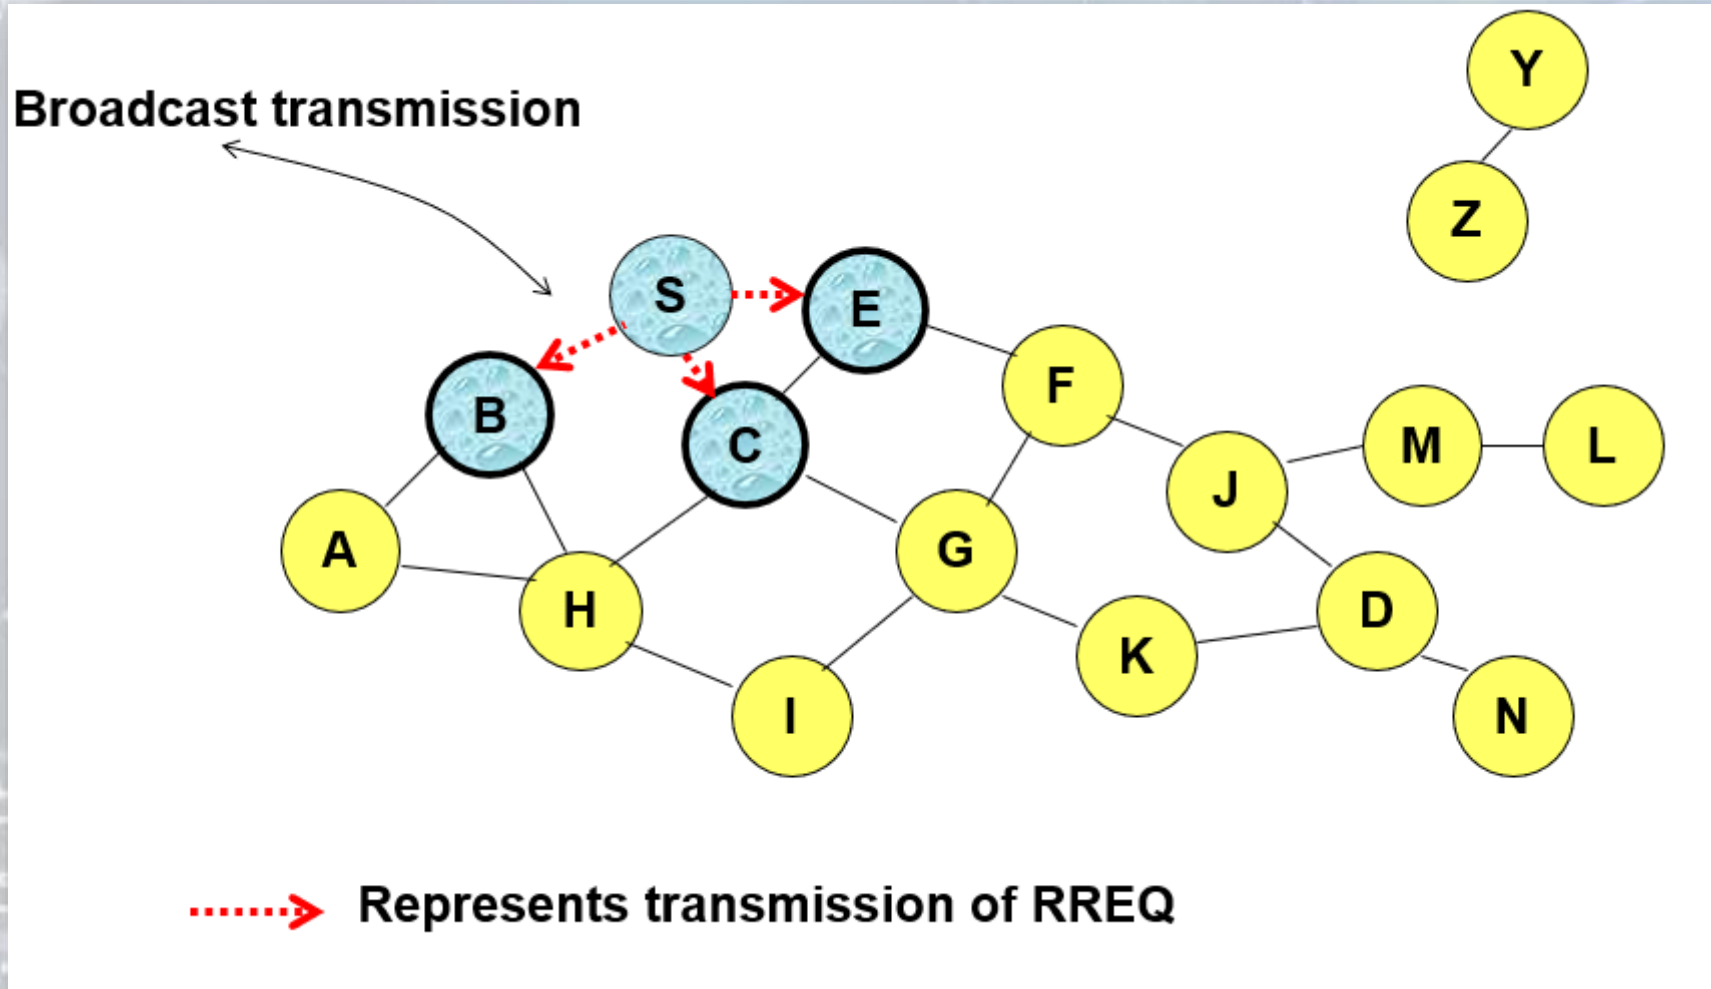 Y
Broadcast transmission
Z
S
E
F
B
C
M
L
J
A
G
H
D
K
I
N
Represents transmission of RREQ